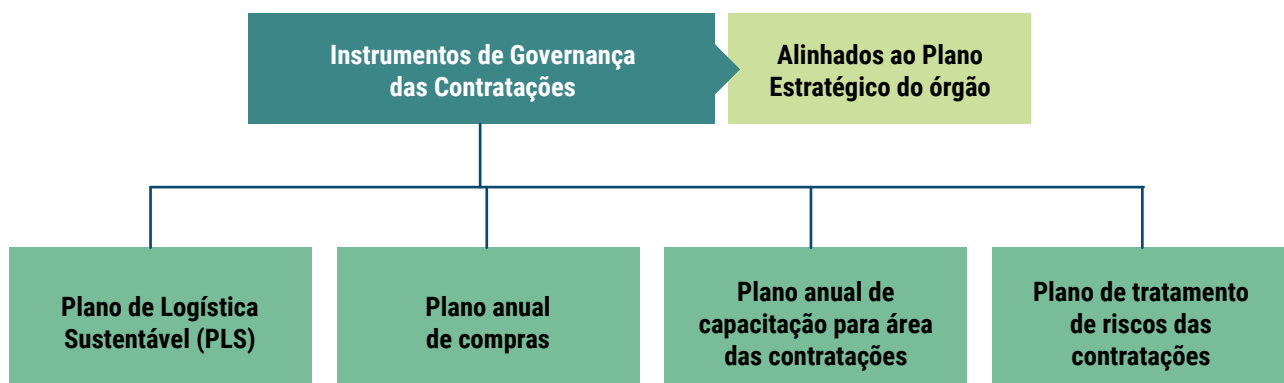 Instrumentos de Governança
das Contratações
Alinhados ao Plano
Estratégico do órgão
Plano de Logística
Sustentável (PLS)
Plano anual
de compras
Plano anual de
capacitação para área
das contratações
Plano de tratamento
de riscos das
contratações